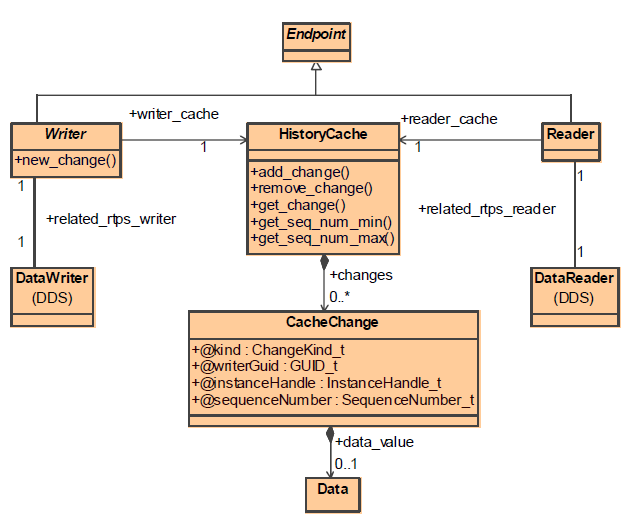 Endpoint
+writer_cache
+reader_cache
Writer
HistoryCache
Reader
1
1
+new_change()
+add_change()
+remove_change()
+get_change()
+get_seq_num_min()
+get_seq_num_max()
1
1
+related_rtps_writer
+related_rtps_reader
1
1
DataWriter
(DDS)
DataReader
(DDS)
+changes
0..*
CacheChange
+@kind : ChangeKind_t
+@writerGuid : GUID_t
+@instanceHandle : InstanceHandle_t
+@sequenceNumber : SequenceNumber_t
+data_value
0..1
Data